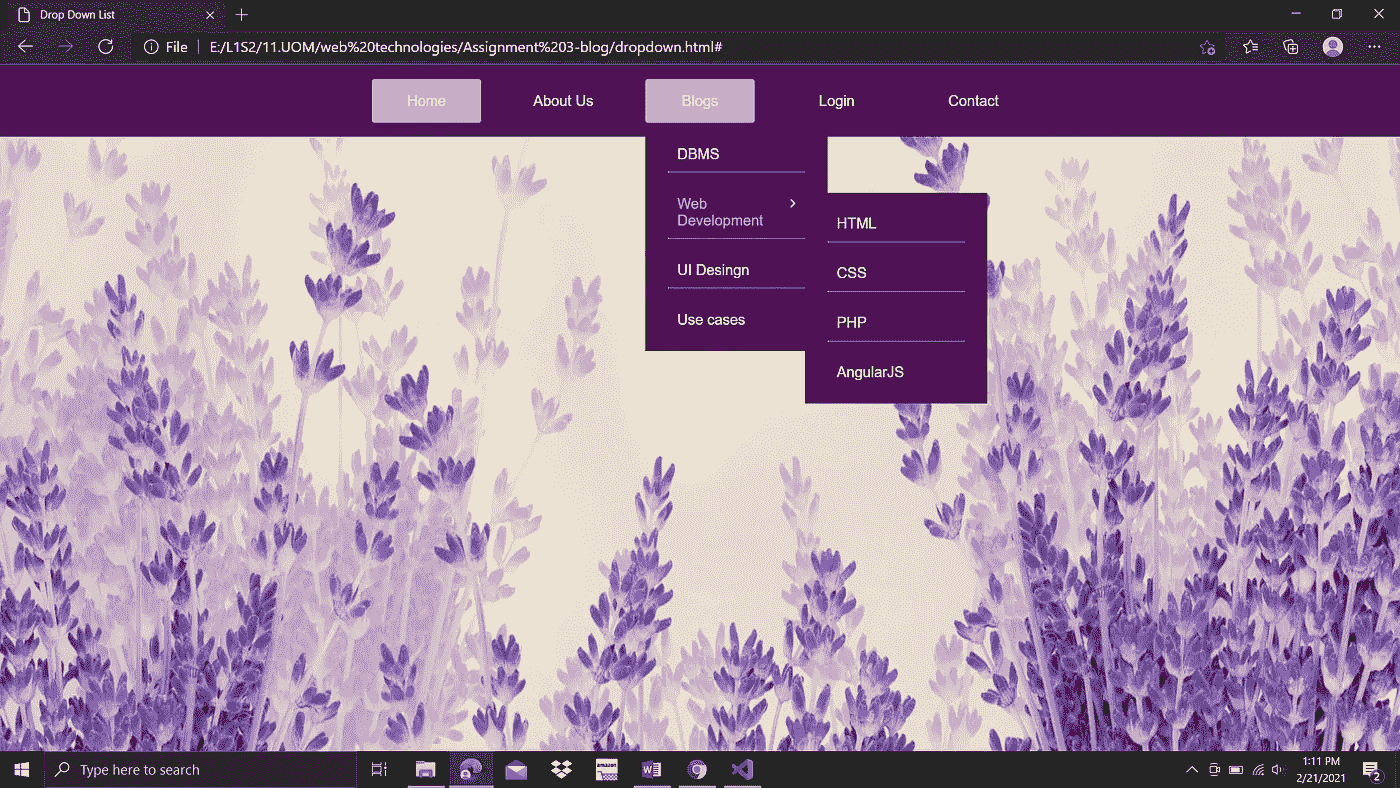 Drop Down List
File
E:/L1S2/11.UOM/web%20technologies/Assignment%203-blog/dropdown.html#
Home
About Us
Blogs
Login
Contact
DBMS
Web
Development
UI Desingn
Use cases
HTML
CSS
PHP
AngularJS
Type here to search
amazon
1:11 PM
2/21/2021
2